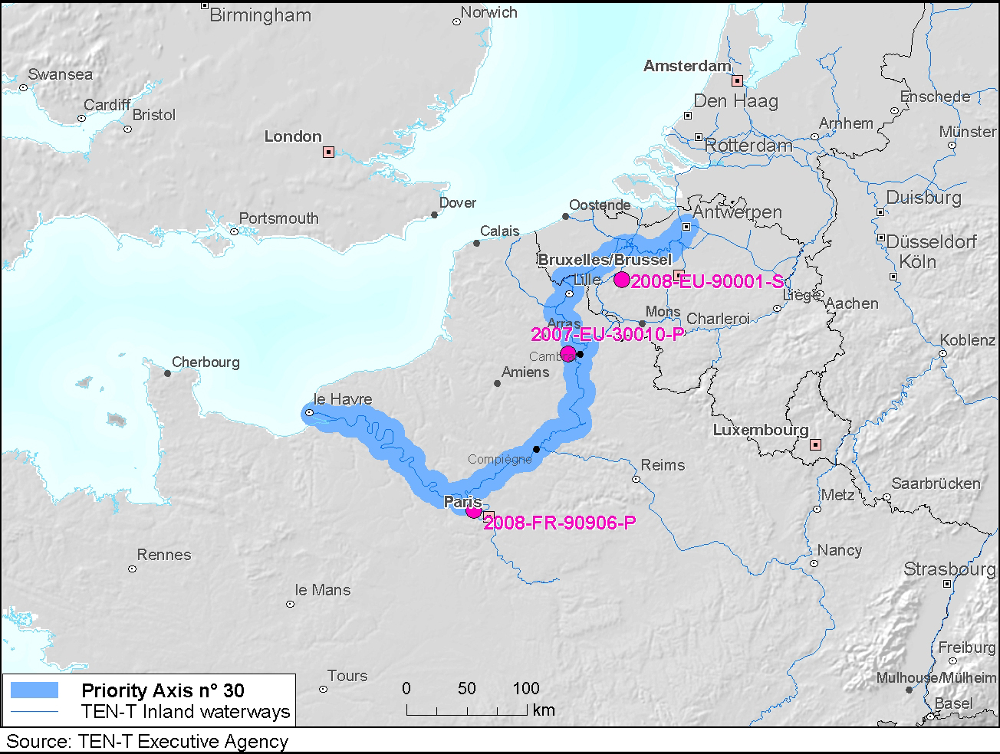 Birmingham
Norwich
Swansea
Amsterdam
Cardiff
Bristol
Den Haag
Enschede
Arnhem
Münster
London
Rotterdam
Dover
Oostende
Duisburg
Portsmouth
Antwerpen
Calais
Düsseldorf
Bruxelles/Brussel
Köln
Lille
2008-EU-90001-S
Liège
Aachen
Mons
Charleroi
Arras
2007-EU-30010-P
Koblenz
Cambrai
Cherbourg
Amiens
le Havre
Luxembourg
Compiègne
Reims
Saarbrücken
Metz
Paris
2008-FR-90906-P
Rennes
Nancy
Strasbourg
le Mans
Freiburg
Tours
Mulhouse/Mülheim
Basel
Priority Axis n° 30
TEN-T Inland waterways
0 50 100
km
Source: TEN-T Executive Agency